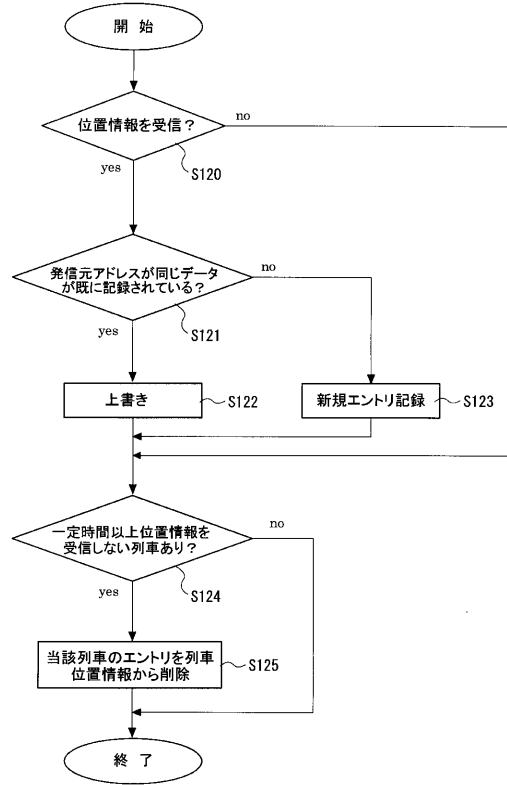 開 始
位置情報を受信？
no
yes
S120
発信元アドレスが同じデータ
が既に記録されている？
no
yes
S121
上書き
S122
新規エントリ記録
S123
一定時間以上位置情報を
受信しない列車あり？
no
yes
S124
当該列車のエントリを列車
位置情報から削除
S125
終 了